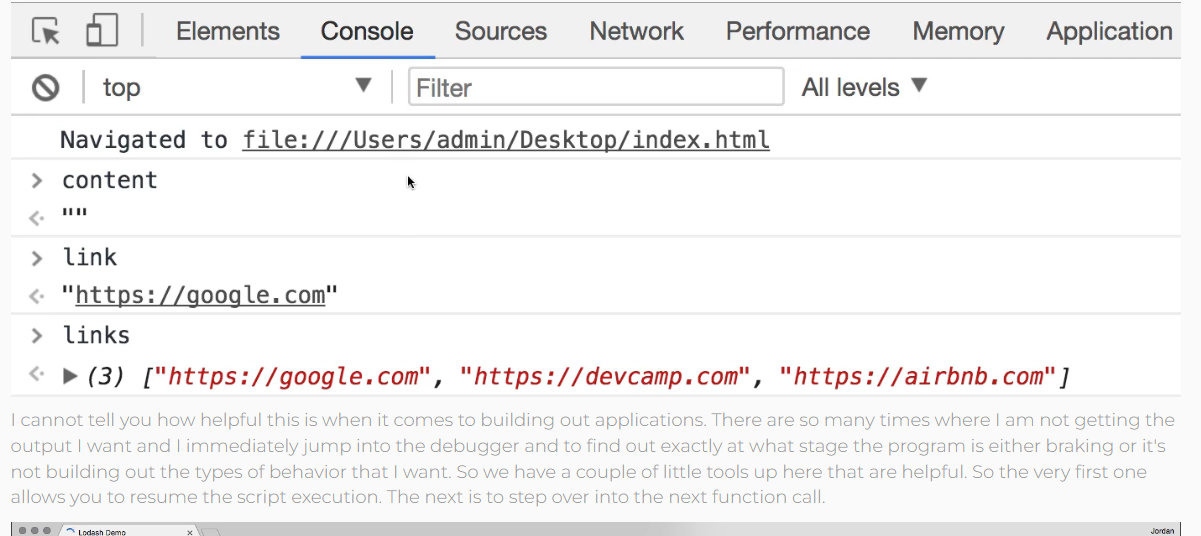 Elements Console Sources Network Performance Memory Application
top ▼ Filter All levels ▼
Navigated to file:///Users/admin/Desktop/index.html
> content
<· ""
> link
<· "https://google.com"
> links
<· ▶ (3) ["https://google.com", "https://devcamp.com", "https://airbnb.com"]
I cannot tell you how helpful this is when it comes to building out applications. There are so many times where I am not getting the
output I want and I immediately jump into the debugger and to find out exactly at what stage the program is either braking or it's
not building out the types of behavior that I want. So we have a couple of little tools up here that are helpful. So the very first one
allows you to resume the script execution. The next is to step over into the next function call.
Lodash Demo × Jordan